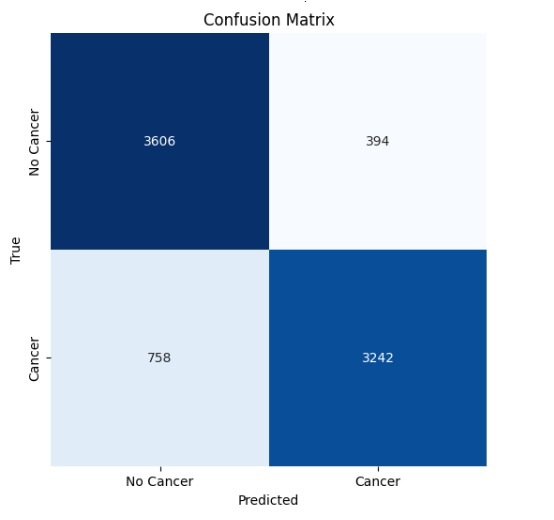 Confusion Matrix
No Cancer
3606
394
True
Cancer
758
3242
No Cancer
Cancer
Predicted